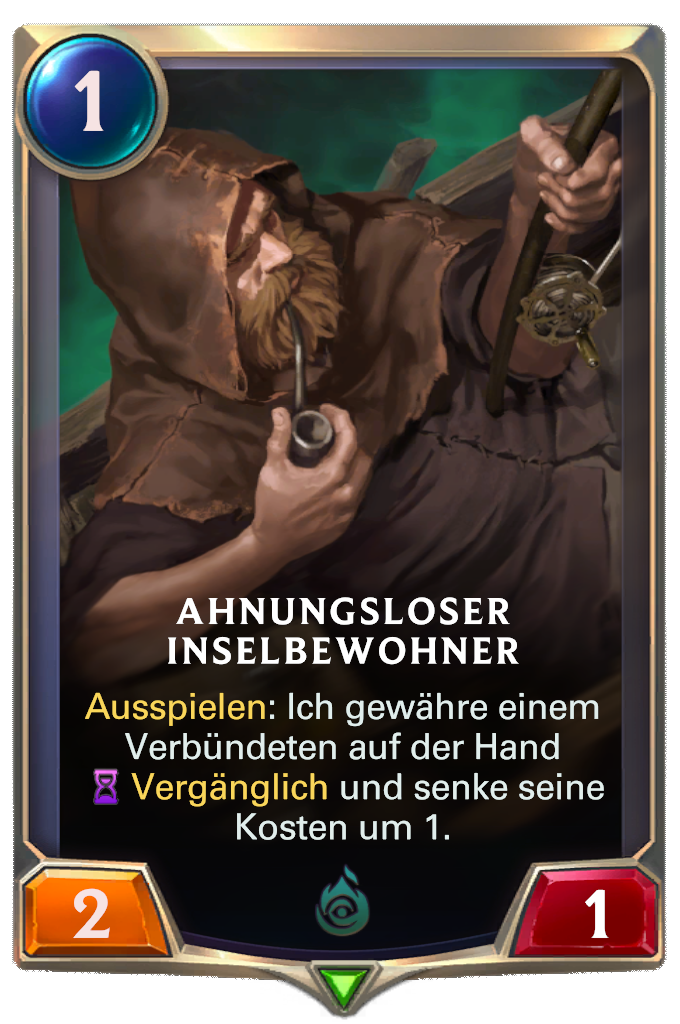 1
AHNUNGSLOSER
INSELBEWOHNER
Ausspielen: Ich gewähre einem
Verbündeten auf der Hand
Vergänglich und senke seine
Kosten um 1.
2
1